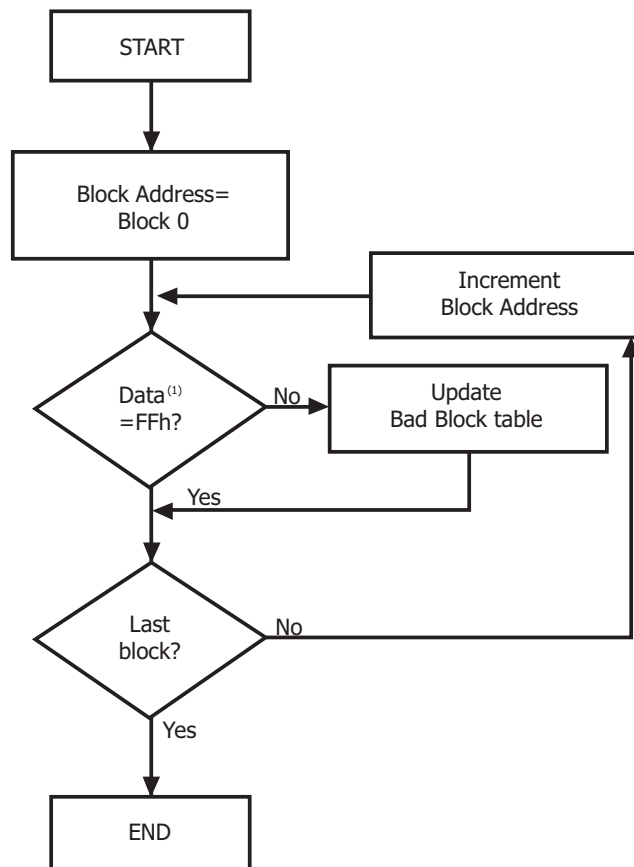 START
Block Address=
Block 0
Increment
Block Address
Data(1)
=FFh?
No
Update
Bad Block table
Yes
Last
block?
No
Yes
END